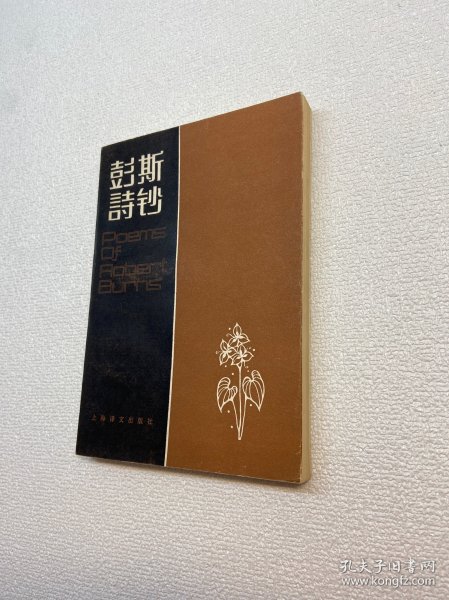 彭斯
詩钞
Poems
Of
Robert
Burns
上海译文出版社
孔夫子旧书网
www.kongfz.com